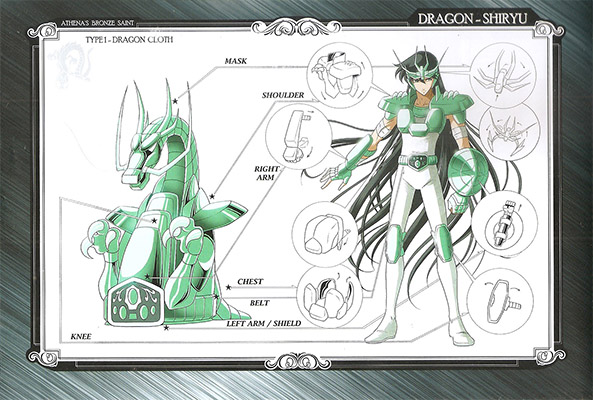 ATHENA'S BRONZE SAINT
DRAGON - SHIRYU
TYPE1 - DRAGON CLOTH
MASK
SHOULDER
RIGHT
ARM
CHEST
BELT
LEFT ARM / SHIELD
KNEE